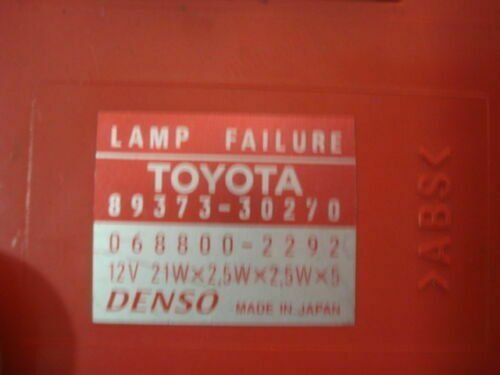 LAMP FAILURE
TOYOTA
89373-30270
068800-2292
12V 21W×2,5W×2,5W×5
DENSO MADE IN JAPAN
>ABS<